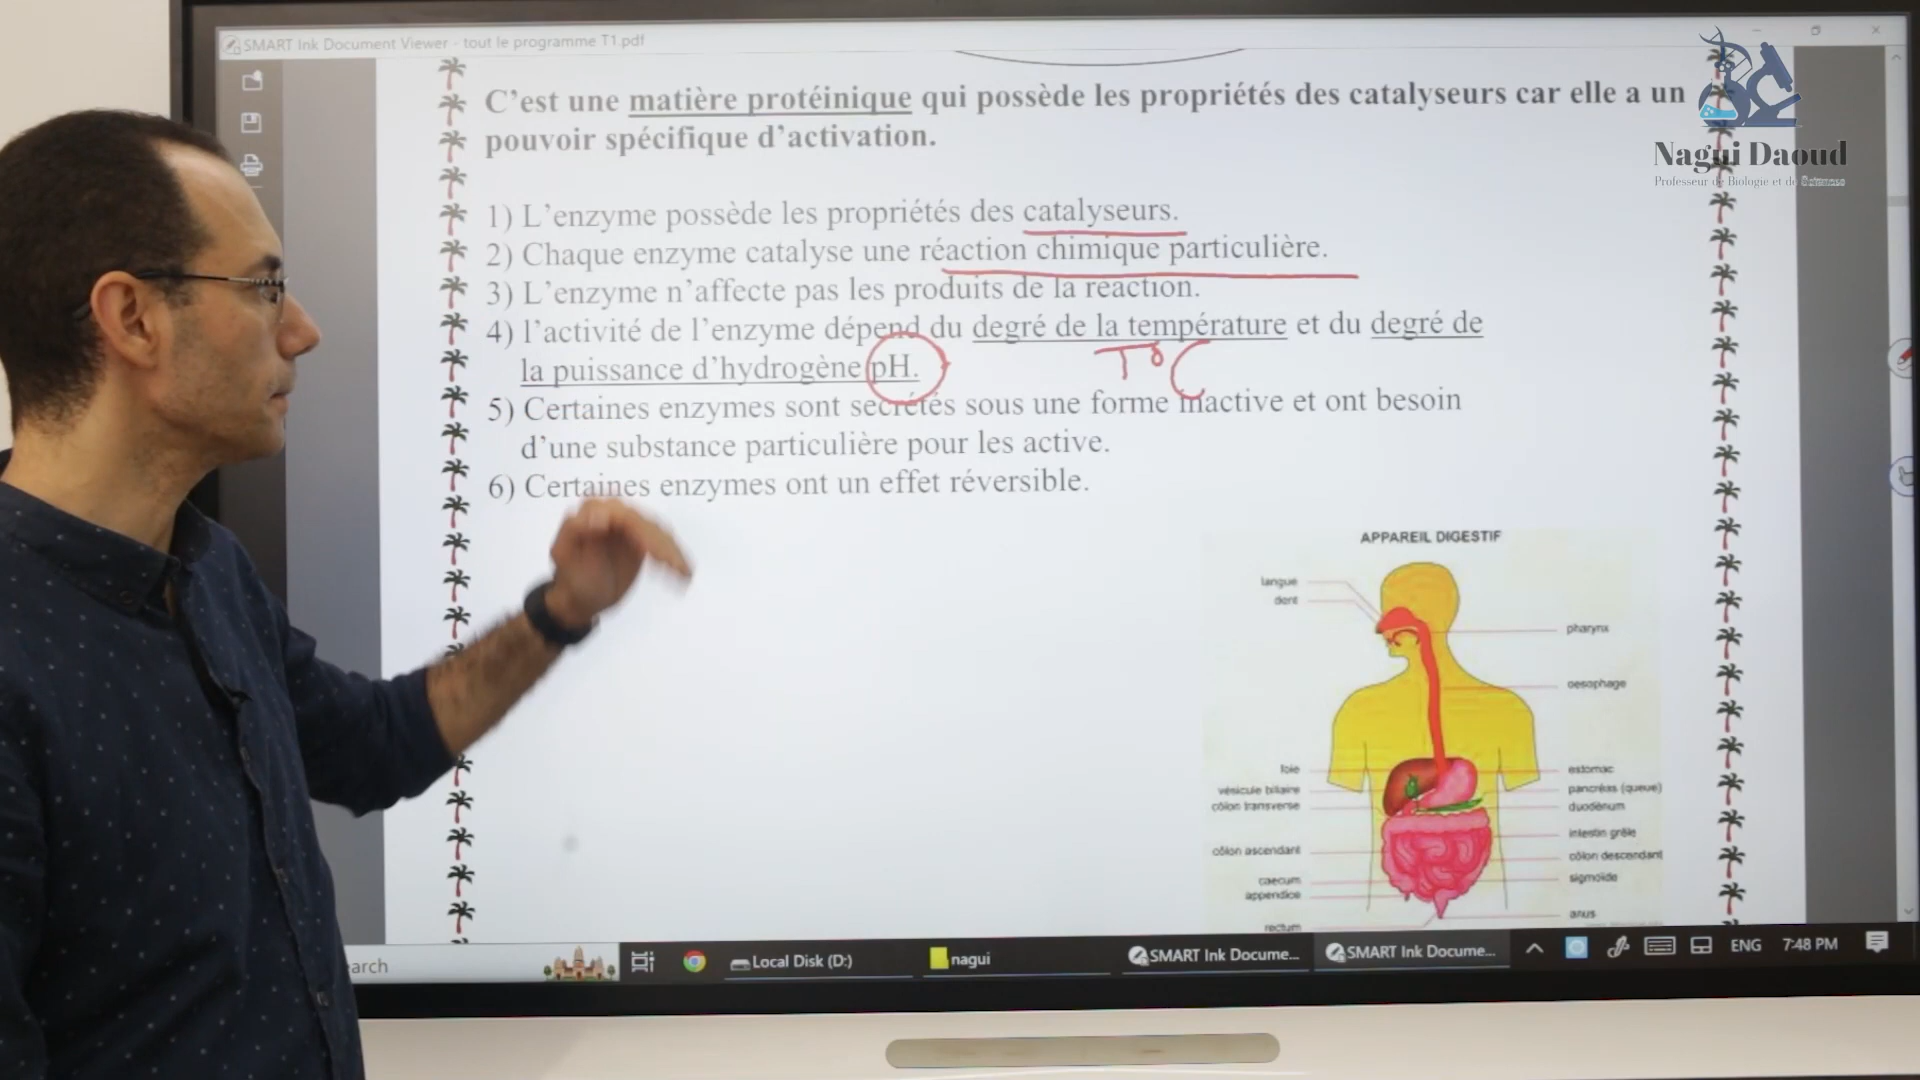 SMART Ink Document Viewer - tout le programme T1.pdf
C'est une matière protéinique qui possède les propriétés des catalyseurs car elle a un
pouvoir spécifique d'activation.
Nagui Daoud
Professeur de Biologie et de Sciences
1) L'enzyme possède les propriétés des catalyseurs.
2) Chaque enzyme catalyse une réaction chimique particulière.
3) L'enzyme n'affecte pas les produits de la réaction.
4) l'activité de l'enzyme dépend du degré de la température et du degré de
la puissance d'hydrogène pH.
T° C
5) Certaines enzymes sont secrétés sous une forme inactive et ont besoin
d'une substance particulière pour les active.
6) Certaines enzymes ont un effet réversible.
APPAREIL DIGESTIF
langue
dent
pharynx
oesophage
foie
estomac
vésicule biliaire
pancréas (queue)
côlon transverse
duodénum
intestin grêle
côlon ascendant
côlon descendant
caecum
sigmoïde
appendice
anus
rectum
arch
Local Disk (D:)
nagui
SMART Ink Docume...
SMART Ink Docume...
ENG
7:48 PM